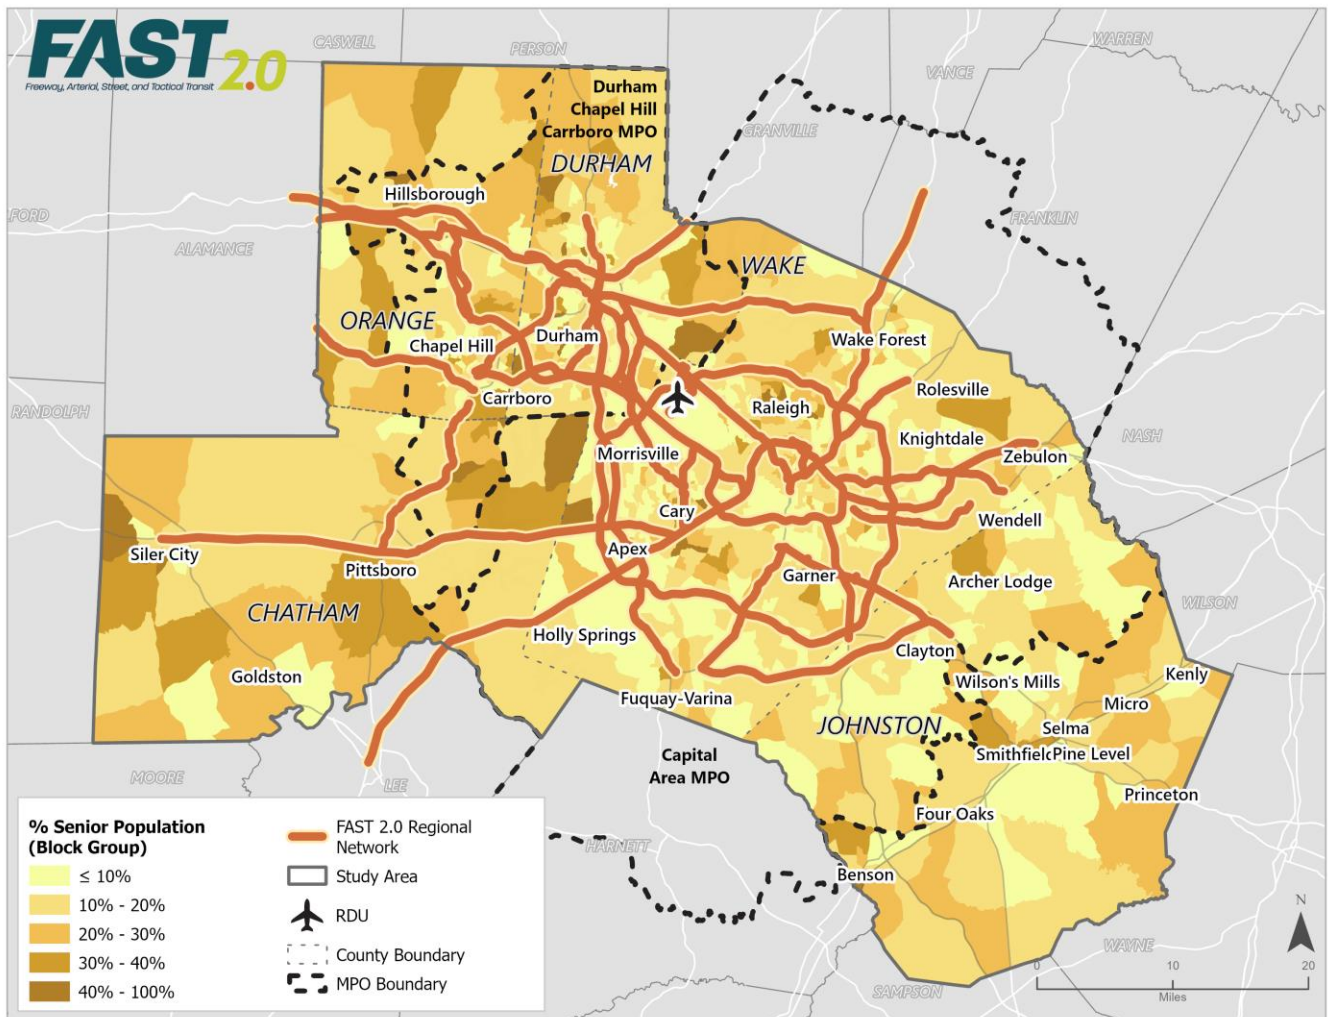 FAST 2.0
Freeway, Arterial, Street, and Tactical Transit
CASWELL
PERSON
WARREN
VANCE
GRANVILLE
FRANKLIN
FORD
ALAMANCE
RANDOLPH
NASH
WILSON
MOORE
LEE
HARNETT
WAYNE
SAMPSON
Durham
Chapel Hill
Carrboro MPO
DURHAM
Hillsborough
WAKE
ORANGE
Chapel Hill
Durham
Wake Forest
Carrboro
Raleigh
Rolesville
Knightdale
Zebulon
Morrisville
Cary
Wendell
Siler City
Pittsboro
Apex
Garner
Archer Lodge
CHATHAM
Holly Springs
Clayton
Goldston
Fuquay-Varina
Wilson's Mills
Kenly
Micro
JOHNSTON
Selma
Smithfield
Pine Level
Capital
Area MPO
Princeton
Four Oaks
Benson
% Senior Population
(Block Group)
≤ 10%
10% - 20%
20% - 30%
30% - 40%
40% - 100%
FAST 2.0 Regional
Network
Study Area
RDU
County Boundary
MPO Boundary
N
0 10 20
Miles